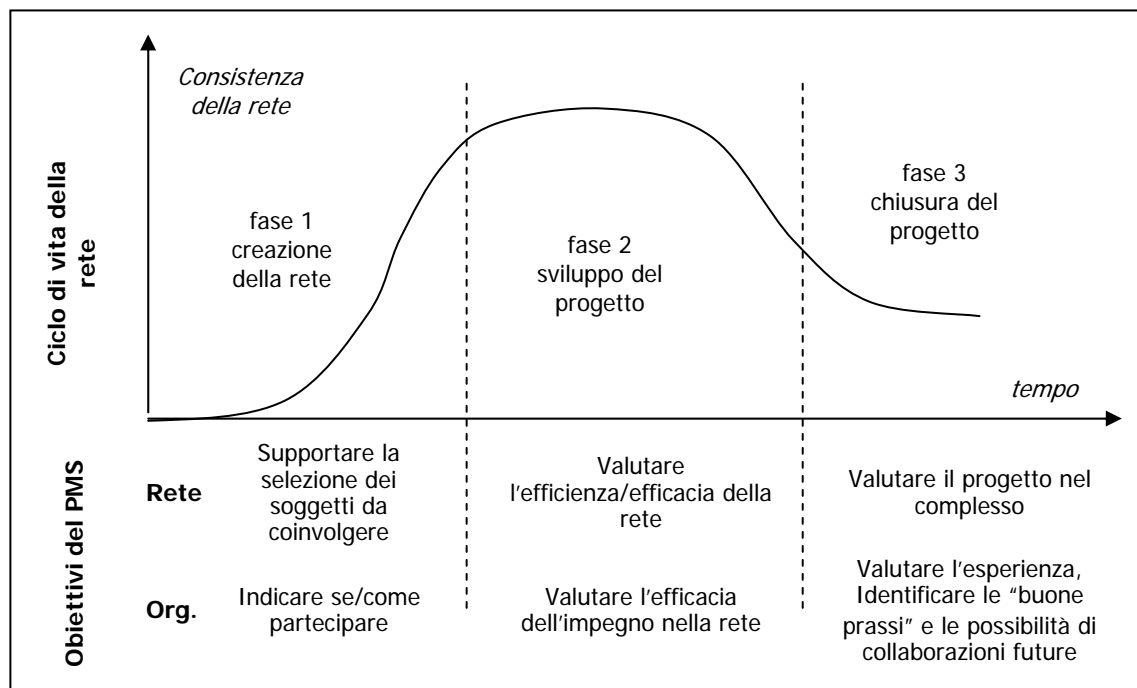 Consistenza
della rete
Ciclo di vita della
rete
fase 1
creazione
della rete
fase 2
sviluppo del
progetto
fase 3
chiusura del
progetto
tempo
Obiettivi del PMS
Rete
Supportare la
selezione dei
soggetti da
coinvolgere
Valutare
l'efficienza/efficacia della
rete
Valutare il progetto nel
complesso
Org.
Indicare se/come
partecipare
Valutare l'efficacia
dell'impegno nella rete
Valutare l'esperienza,
Identificare le "buone
prassi" e le possibilità di
collaborazioni future